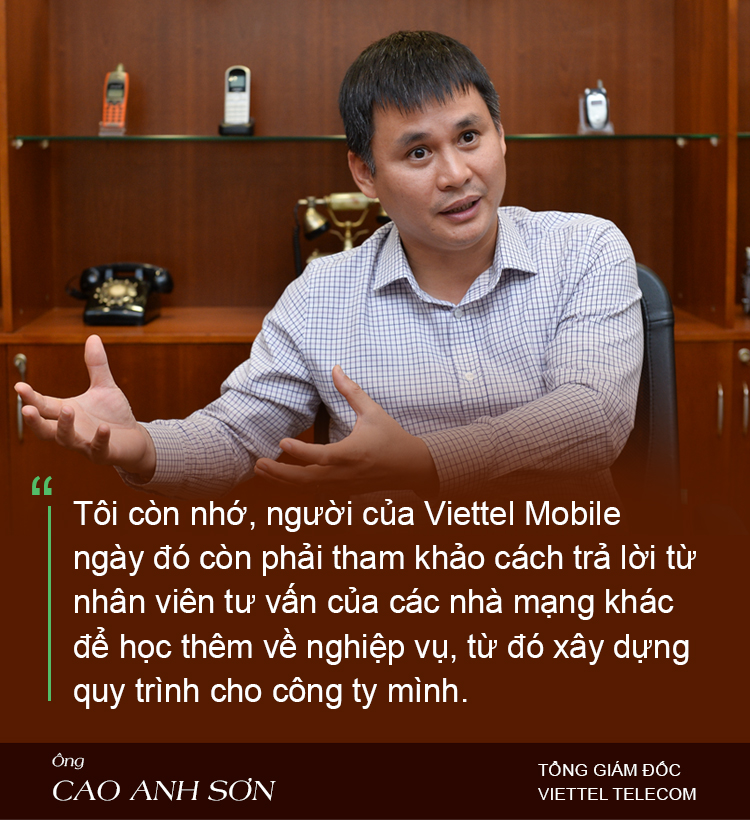 “
Tôi còn nhớ, người của Viettel Mobile
ngày đó còn phải tham khảo cách trả lời từ
nhân viên tư vấn của các nhà mạng khác
để học thêm về nghiệp vụ, từ đó xây dựng
quy trình cho công ty mình.
Ông
CAO ANH SƠN
TỔNG GIÁM ĐỐC
VIETTEL TELECOM